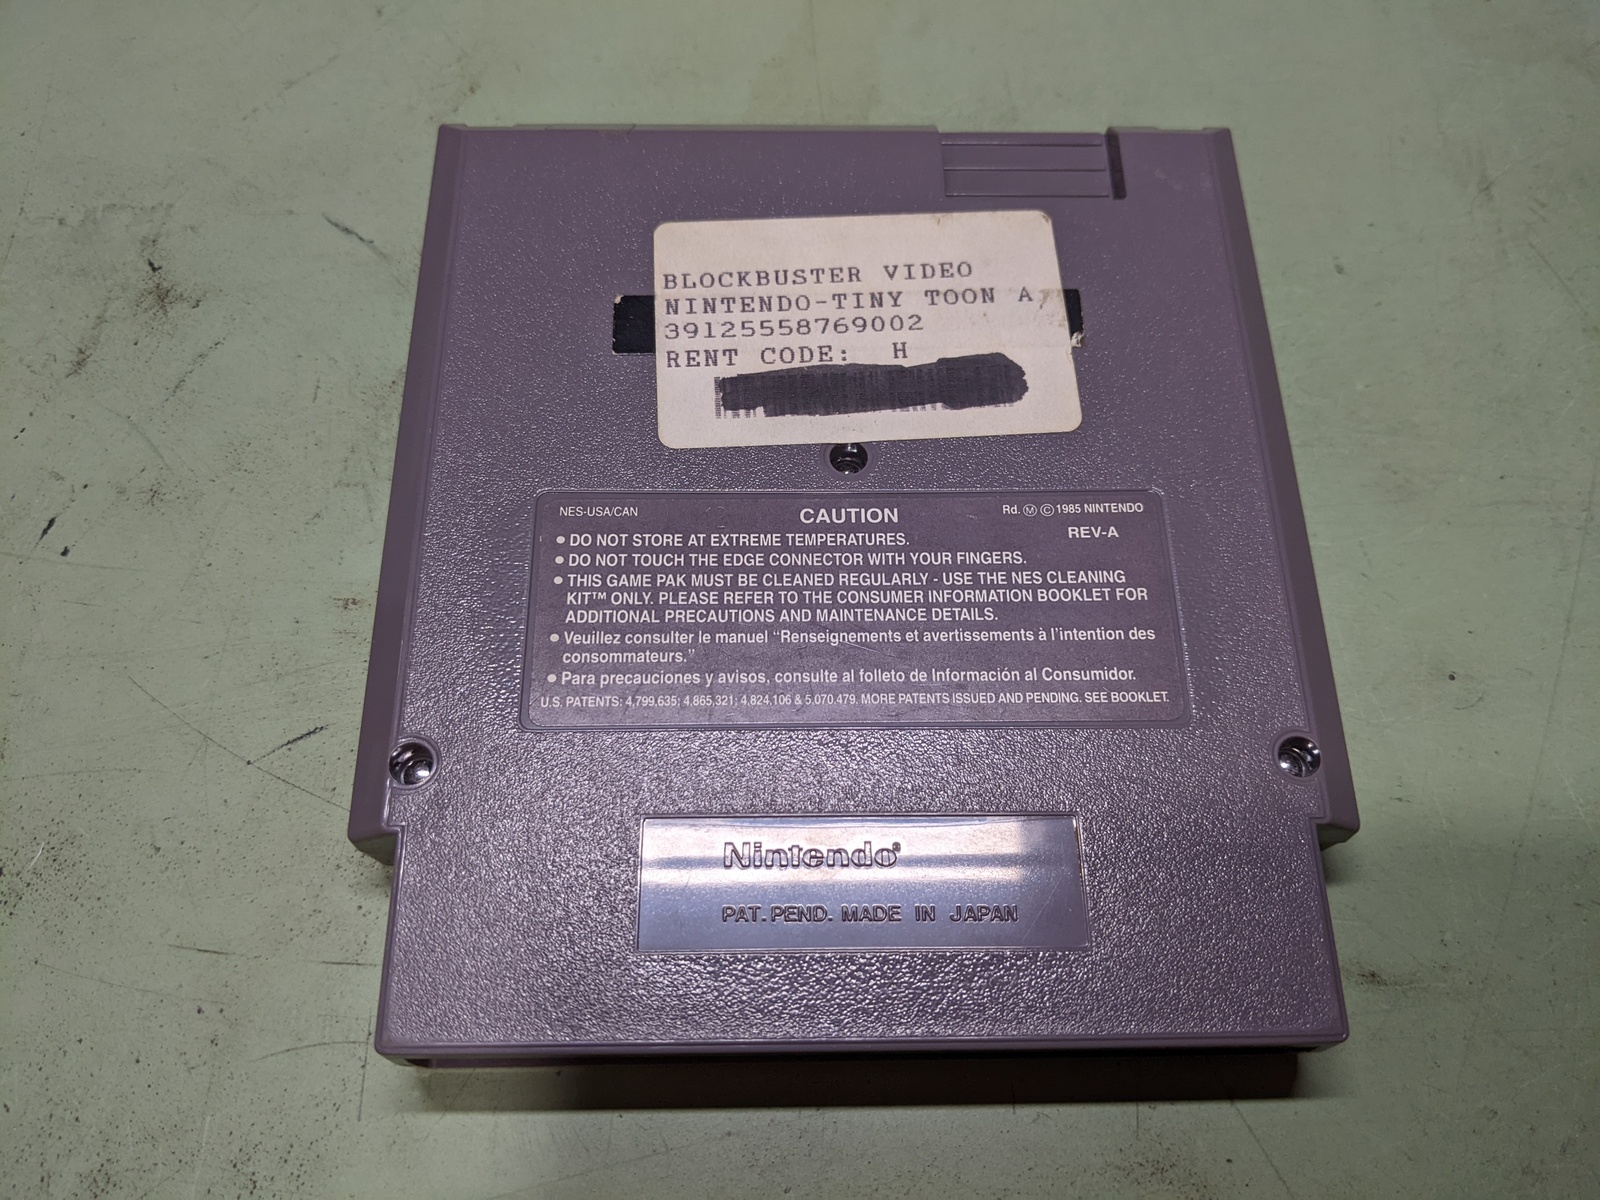 BLOCKBUSTER VIDEO
NINTENDO-TINY TOON A
39125558769002
RENT CODE: H
NES-USA/CAN
CAUTION
Rd. Ⓜ ©1985 NINTENDO
REV-A
• DO NOT STORE AT EXTREME TEMPERATURES.
• DO NOT TOUCH THE EDGE CONNECTOR WITH YOUR FINGERS.
• THIS GAME PAK MUST BE CLEANED REGULARLY - USE THE NES CLEANING
KIT™ ONLY. PLEASE REFER TO THE CONSUMER INFORMATION BOOKLET FOR
ADDITIONAL PRECAUTIONS AND MAINTENANCE DETAILS.
• Veuillez consulter le manuel “Renseignements et avertissements à l’intention des
consommateurs.”
• Para precauciones y avisos, consulte al folleto de Información al Consumidor.
U.S. PATENTS: 4,799,635; 4,865,321; 4,824,106 & 5,070,479. MORE PATENTS ISSUED AND PENDING. SEE BOOKLET.
Nintendo®
PAT. PEND. MADE IN JAPAN